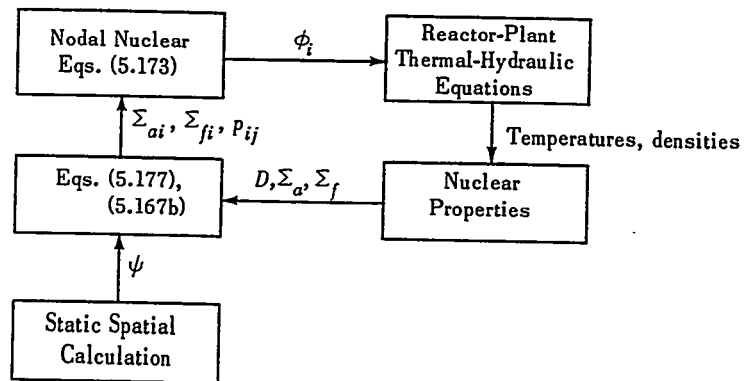 Nodal Nuclear
Eqs. (5.173)
ϕi
Reactor-Plant
Thermal-Hydraulic
Equations
Σai, Σfi, pij
Temperatures, densities
Eqs. (5.177),
(5.167b)
D,Σa,Σf
Nuclear
Properties
ψ
Static Spatial
Calculation